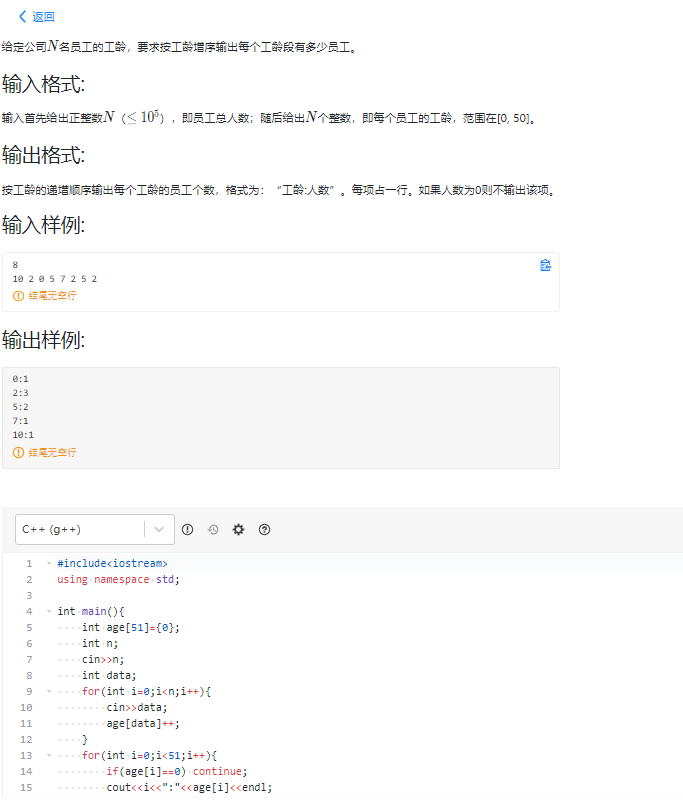 返回
给定公司N名员工的工龄，要求按工龄增序输出每个工龄段有多少员工。
输入格式:
输入首先给出正整数N（≤10⁵），即员工总人数；随后给出N个整数，即每个员工的工龄，范围在[0, 50]。
输出格式:
按工龄的递增顺序输出每个工龄的员工个数，格式为：“工龄:人数”。每项占一行。如果人数为0则不输出该项。
输入样例:
8
10 2 0 5 7 2 5 2
结尾无空行
输出样例:
0:1
2:3
5:2
7:1
10:1
结尾无空行
C++ (g++)
1 #include<iostream>
2 using namespace std;
3
4 int main(){
5     int age[51]={0};
6     int n;
7     cin>>n;
8     int data;
9     for(int i=0;i<n;i++){
10         cin>>data;
11         age[data]++;
12     }
13     for(int i=0;i<51;i++){
14         if(age[i]==0) continue;
15         cout<<i<<":"<<age[i]<<endl;